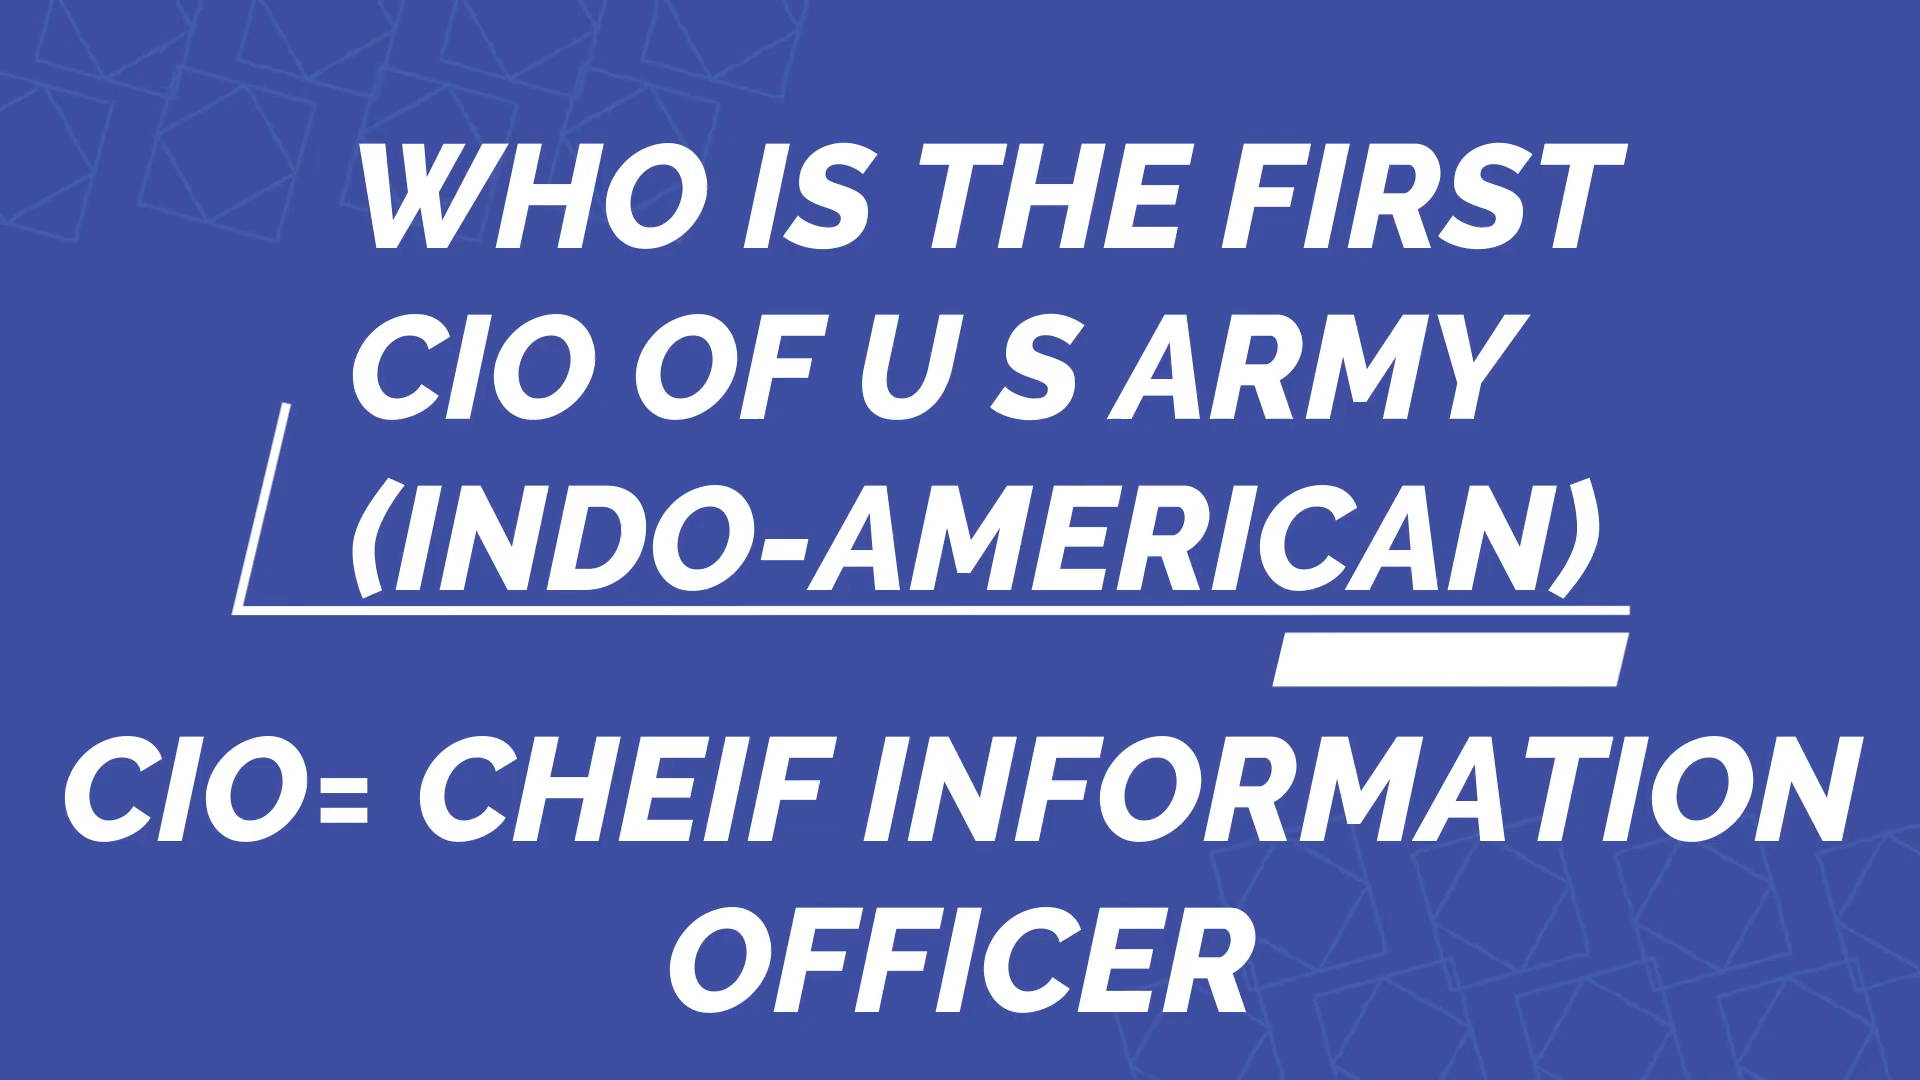 WHO IS THE FIRST
CIO OF U S ARMY
(INDO-AMERICAN)
CIO= CHEIF INFORMATION
OFFICER